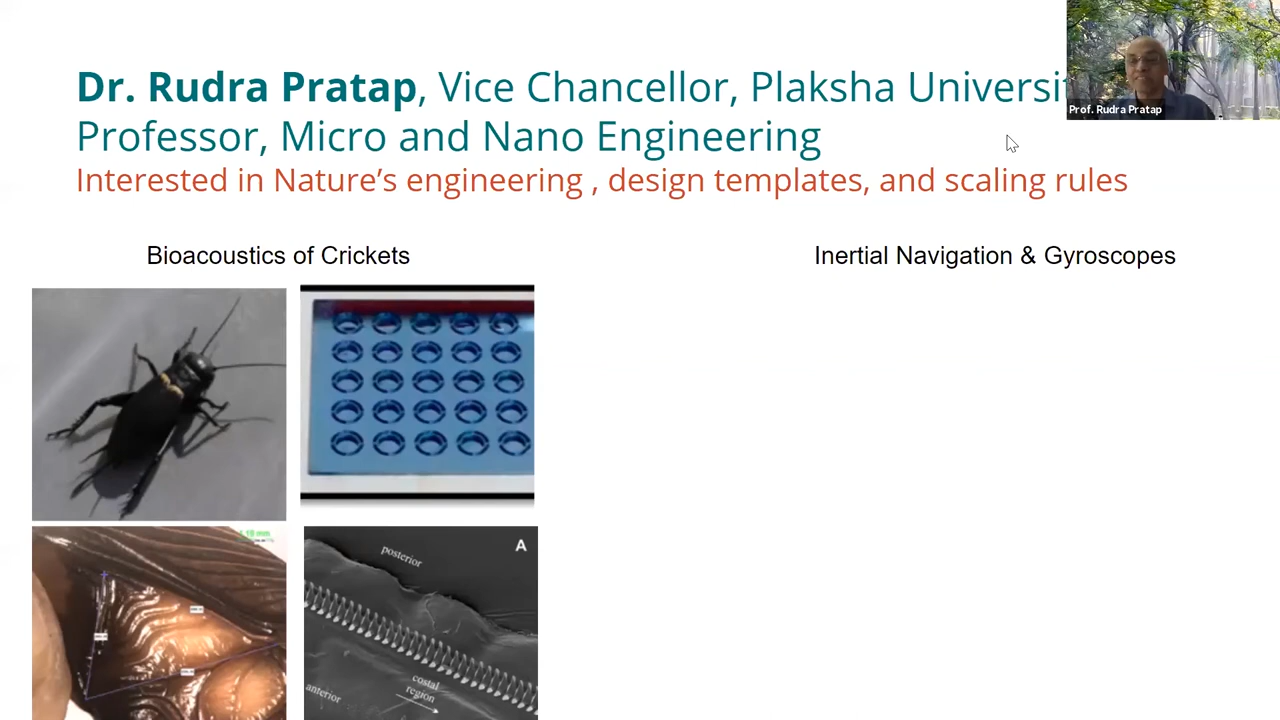 Dr. Rudra Pratap, Vice Chancellor, Plaksha Universit
Prof. Rudra Pratap
Professor, Micro and Nano Engineering
Interested in Nature's engineering , design templates, and scaling rules
Bioacoustics of Crickets
Inertial Navigation & Gyroscopes
A
posterior
costal
region
anterior